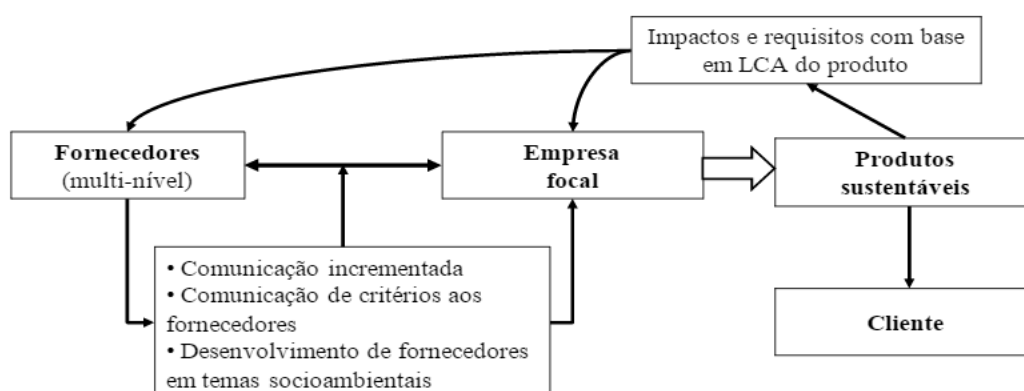 Impactos e requisitos com base
em LCA do produto
Fornecedores
(multi-nível)
Empresa
focal
Produtos
sustentáveis
• Comunicação incrementada
• Comunicação de critérios aos
fornecedores
• Desenvolvimento de fornecedores
em temas socioambientais
Cliente